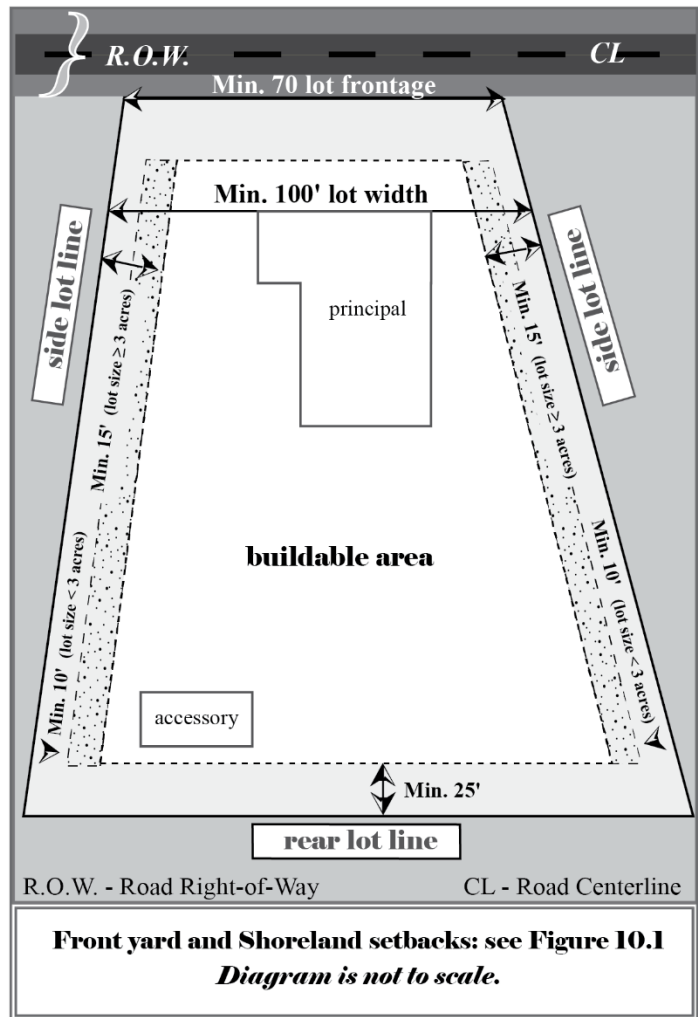 R.O.W.
CL
Min. 70 lot frontage
Min. 100' lot width
side lot line
side lot line
principal
Min. 15' (lot size ≥ 3 acres)
Min. 15' (lot size ≥ 3 acres)
buildable area
Min. 10' (lot size < 3 acres)
Min. 10' (lot size < 3 acres)
accessory
Min. 25'
rear lot line
R.O.W. - Road Right-of-Way
CL - Road Centerline
Front yard and Shoreland setbacks: see Figure 10.1
Diagram is not to scale.